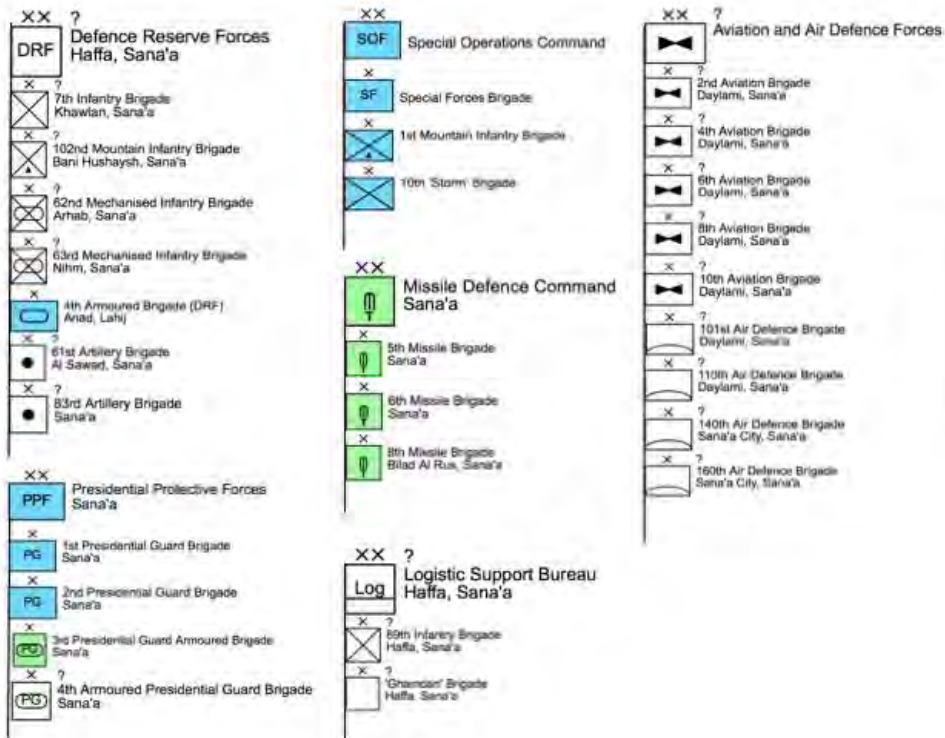 XX ?
DRF
Defence Reserve Forces
Haffa, Sana'a
X ?
7th Infantry Brigade
Khawlan, Sana'a
X ?
102nd Mountain Infantry Brigade
Bani Hushaysh, Sana'a
X ?
62nd Mechanised Infantry Brigade
Arhab, Sana'a
X ?
63rd Mechanised Infantry Brigade
Nihm, Sana'a
X
4th Armoured Brigade (DRF)
Anad, Lahij
X ?
61st Artillery Brigade
Al Sawad, Sana'a
X ?
83rd Artillery Brigade
Sana'a
XX
PPF
Presidential Protective Forces
Sana'a
X
PG
1st Presidential Guard Brigade
Sana'a
X
PG
2nd Presidential Guard Brigade
Sana'a
X
PG
3rd Presidential Guard Armoured Brigade
Sana'a
X ?
PG
4th Armoured Presidential Guard Brigade
Sana'a
XX
SOF
Special Operations Command
X
SF
Special Forces Brigade
X
1st Mountain Infantry Brigade
X
10th 'Storm' Brigade
XX
Missile Defence Command
Sana'a
X
5th Missile Brigade
Sana'a
X
6th Missile Brigade
Sana'a
X
8th Missile Brigade
Bilad Al Rus, Sana'a
XX ?
Log
Logistic Support Bureau
Haffa, Sana'a
X ?
89th Infantry Brigade
Haffa, Sana'a
X ?
'Ghamdan' Brigade
Haffa, Sana'a
XX ?
Aviation and Air Defence Forces
X ?
2nd Aviation Brigade
Daylami, Sana'a
X ?
4th Aviation Brigade
Daylami, Sana'a
X ?
6th Aviation Brigade
Daylami, Sana'a
X ?
8th Aviation Brigade
Daylami, Sana'a
X ?
10th Aviation Brigade
Daylami, Sana'a
X ?
101st Air Defence Brigade
Daylami, Sana'a
X ?
110th Air Defence Brigade
Daylami, Sana'a
X ?
140th Air Defence Brigade
Sana'a City, Sana'a
X ?
160th Air Defence Brigade
Sana'a City, Sana'a